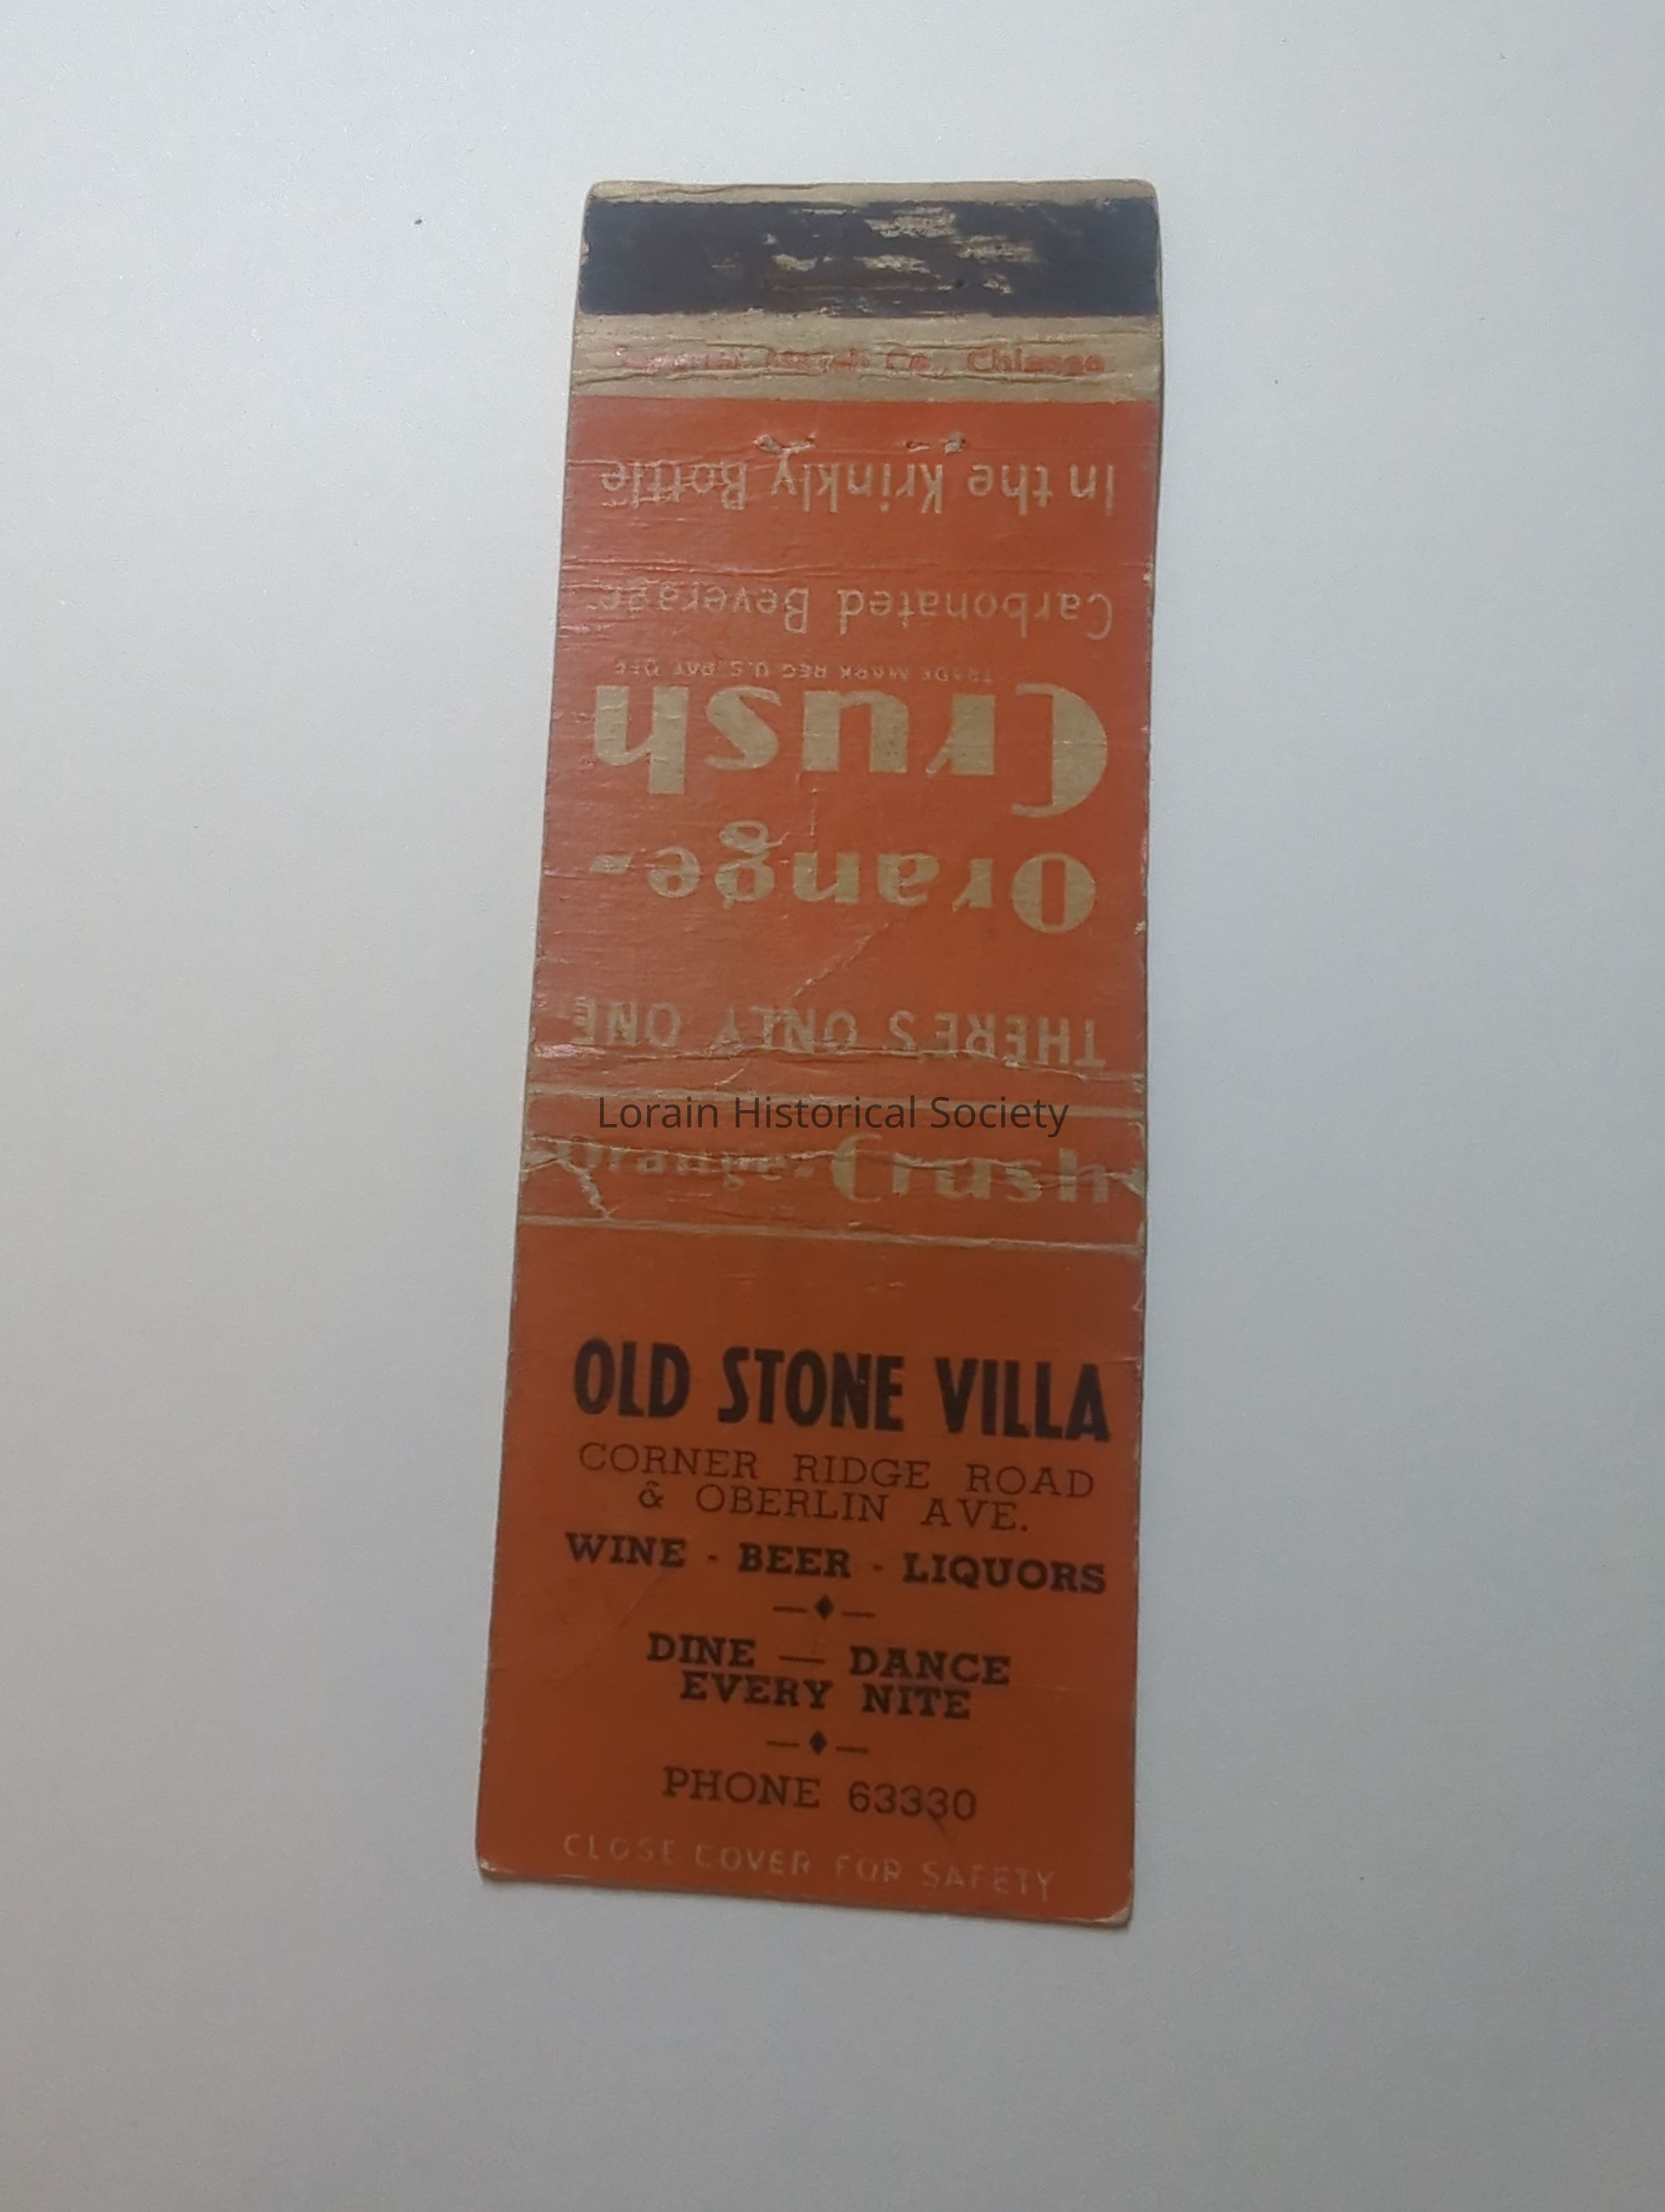 Match Co., Chicago
THERE'S ONLY ONE
Orange-
Crush
TRADE MARK REG U.S. PAT OFF
Carbonated Beverage
In the Krinkly Bottle
Lorain Historical Society
Orange-Crush
OLD STONE VILLA
CORNER RIDGE ROAD
& OBERLIN AVE.
WINE - BEER - LIQUORS
DINE — DANCE
EVERY NITE
PHONE 63330
CLOSE COVER FOR SAFETY